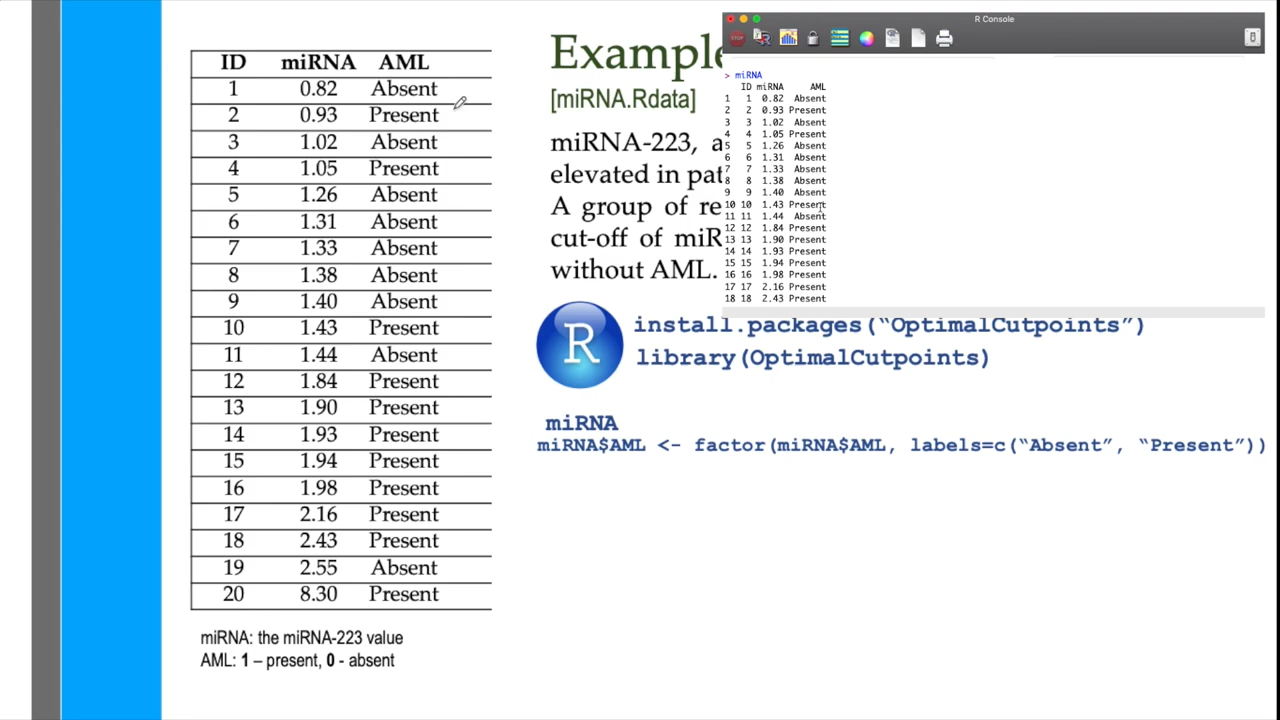 ID miRNA AML
1 0.82 Absent
2 0.93 Present
3 1.02 Absent
4 1.05 Present
5 1.26 Absent
6 1.31 Absent
7 1.33 Absent
8 1.38 Absent
9 1.40 Absent
10 1.43 Present
11 1.44 Absent
12 1.84 Present
13 1.90 Present
14 1.93 Present
15 1.94 Present
16 1.98 Present
17 2.16 Present
18 2.43 Present
19 2.55 Absent
20 8.30 Present
miRNA: the miRNA-223 value
AML: 1 – present, 0 - absent
Example
[miRNA.Rdata]
miRNA-223, a
elevated in pat
A group of re
cut-off of miR
without AML.
R Console
STOP
> miRNA
ID miRNA AML
1 1 0.82 Absent
2 2 0.93 Present
3 3 1.02 Absent
4 4 1.05 Present
5 5 1.26 Absent
6 6 1.31 Absent
7 7 1.33 Absent
8 8 1.38 Absent
9 9 1.40 Absent
10 10 1.43 Present
11 11 1.44 Absent
12 12 1.84 Present
13 13 1.90 Present
14 14 1.93 Present
15 15 1.94 Present
16 16 1.98 Present
17 17 2.16 Present
18 18 2.43 Present
R
install.packages(“OptimalCutpoints”)
library(OptimalCutpoints)
miRNA
miRNA$AML <- factor(miRNA$AML, labels=c(“Absent”, “Present”))